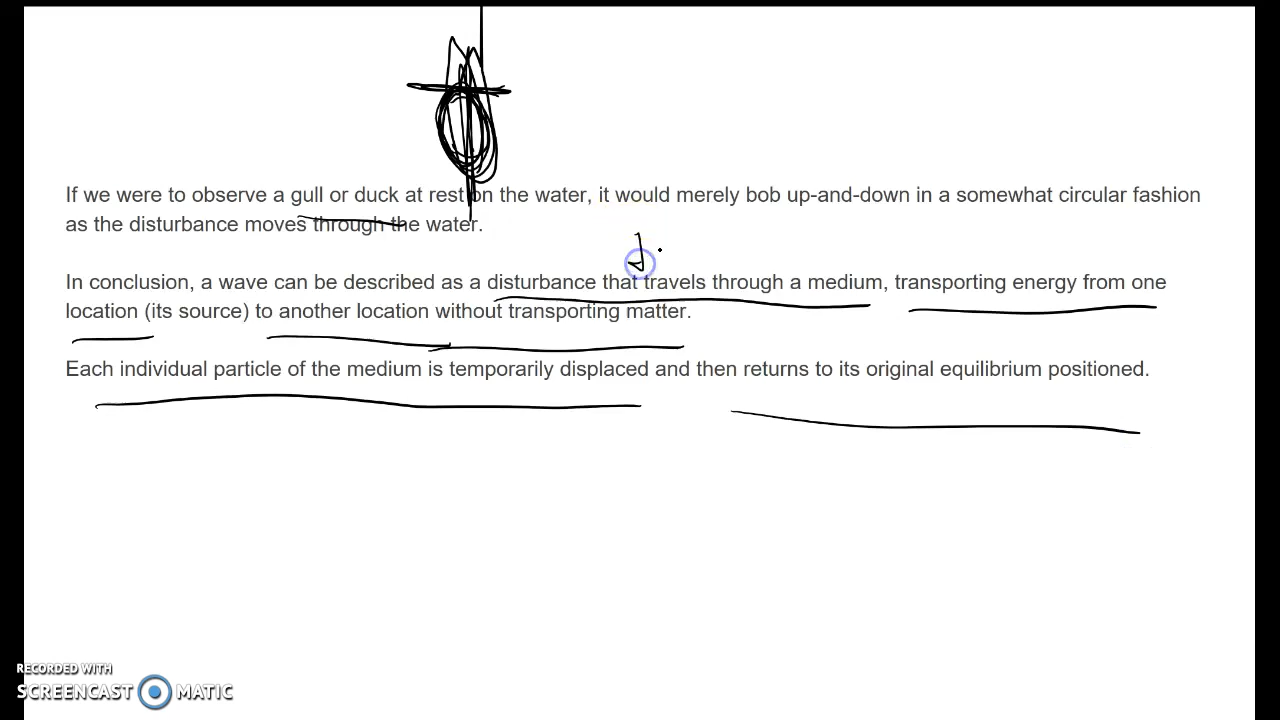 If we were to observe a gull or duck at rest on the water, it would merely bob up-and-down in a somewhat circular fashion
as the disturbance moves through the water.
In conclusion, a wave can be described as a disturbance that travels through a medium, transporting energy from one
location (its source) to another location without transporting matter.
Each individual particle of the medium is temporarily displaced and then returns to its original equilibrium positioned.
RECORDED WITH
SCREENCAST MATIC